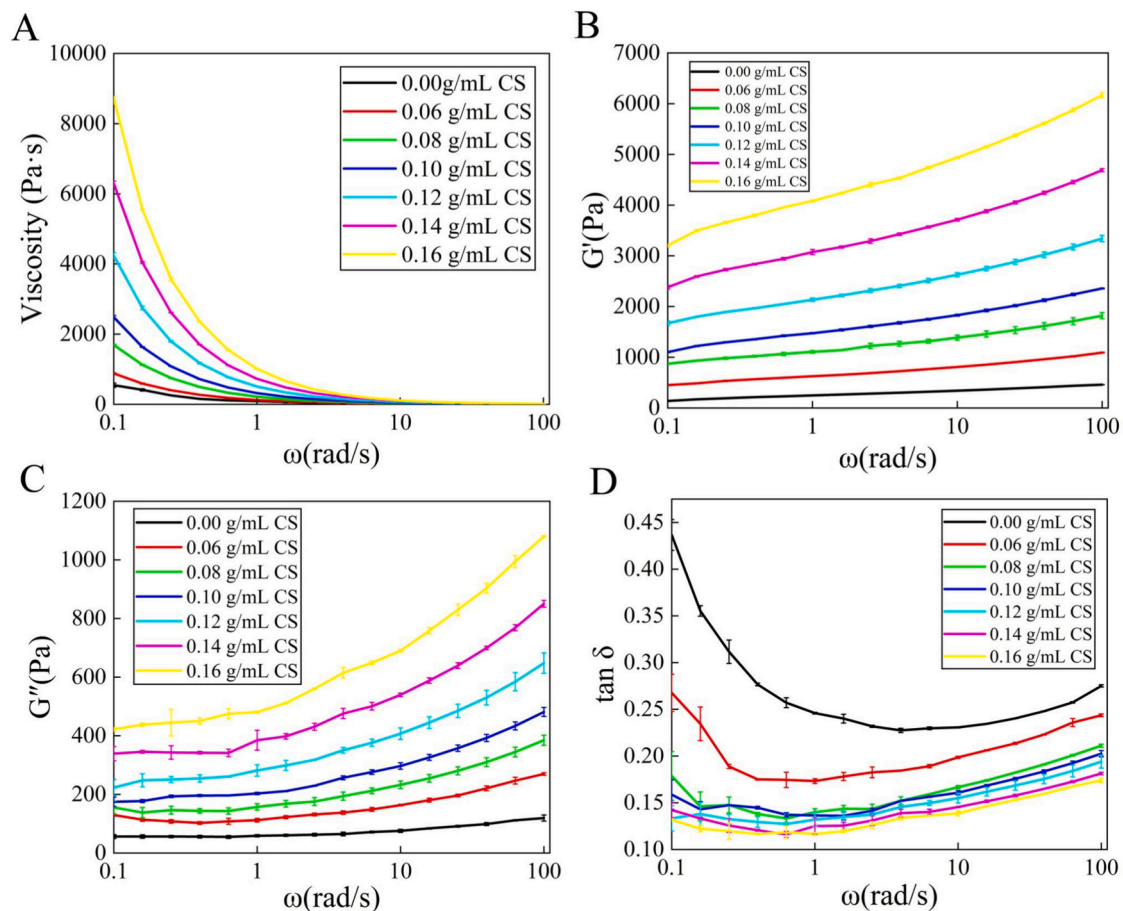 A
10000
8000
6000
4000
2000
0
Viscosity (Pa·s)
0.00g/mL CS
0.06 g/mL CS
0.08 g/mL CS
0.10 g/mL CS
0.12 g/mL CS
0.14 g/mL CS
0.16 g/mL CS
0.1 1 10 100
ω(rad/s)
B
7000
6000
5000
4000
3000
2000
1000
0
G'(Pa)
0.00 g/mL CS
0.06 g/mL CS
0.08 g/mL CS
0.10 g/mL CS
0.12 g/mL CS
0.14 g/mL CS
0.16 g/mL CS
0.1 1 10 100
ω(rad/s)
C
1200
1000
800
600
400
200
0
G″(Pa)
0.00 g/mL CS
0.06 g/mL CS
0.08 g/mL CS
0.10 g/mL CS
0.12 g/mL CS
0.14 g/mL CS
0.16 g/mL CS
0.1 1 10 100
ω(rad/s)
D
0.45
0.40
0.35
0.30
0.25
0.20
0.15
0.10
tan δ
0.00 g/mL CS
0.06 g/mL CS
0.08 g/mL CS
0.10 g/mL CS
0.12 g/mL CS
0.14 g/mL CS
0.16 g/mL CS
0.1 1 10 100
ω(rad/s)